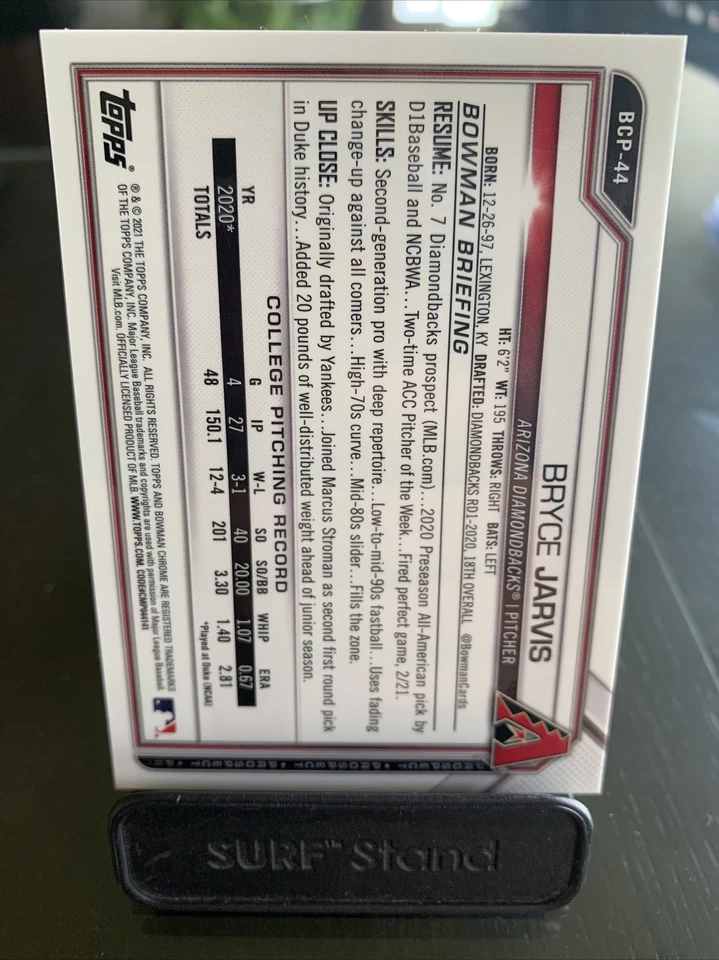 BCP-44
BRYCE JARVIS
ARIZONA DIAMONDBACKS® | PITCHER
HT: 6'2" WT: 195 THROWS: RIGHT BATS: LEFT
BORN: 12-26-97, LEXINGTON, KY DRAFTED: DIAMONDBACKS RD1-2020, 18TH OVERALL @BowmanCards
BOWMAN BRIEFING
RESUME: No. 7 Diamondbacks prospect (MLB.com)...2020 Preseason All-American pick by
D1Baseball and NCBWA...Two-time ACC Pitcher of the Week...Fired perfect game, 2/21.
SKILLS: Second-generation pro with deep repertoire...Low-to-mid-90s fastball...Uses fading
change-up against all comers...High-70s curve...Mid-80s slider...Fills the zone.
UP CLOSE: Originally drafted by Yankees...Joined Marcus Stroman as second first round pick
in Duke history...Added 20 pounds of well-distributed weight ahead of junior season.
COLLEGE PITCHING RECORD
YR G IP W-L SO SO/BB WHIP ERA
2020* 4 27 3-1 40 20.00 1.07 0.67
TOTALS 48 150.1 12-4 201 3.30 1.40 2.81
*Played at Duke (NCAA)
topps®
® & © 2021 THE TOPPS COMPANY, INC. ALL RIGHTS RESERVED. TOPPS AND BOWMAN CHROME ARE REGISTERED TRADEMARKS
OF THE TOPPS COMPANY, INC. Major League Baseball trademarks and copyrights are used with permission of Major League Baseball.
Visit MLB.com. OFFICIALLY LICENSED PRODUCT OF MLB. WWW.TOPPS.COM. CODE#CMP044141
SURF™ Stand